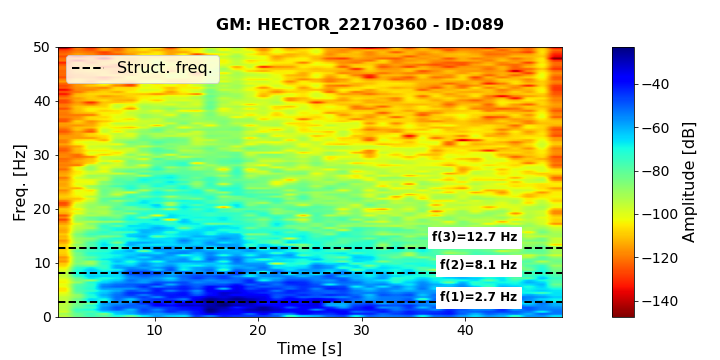 GM: HECTOR_22170360 - ID:089
Struct. freq.
50
40
30
20
10
0
Freq. [Hz]
f(3)=12.7 Hz
f(2)=8.1 Hz
f(1)=2.7 Hz
10 20 30 40
Time [s]
−40
−60
−80
−100
−120
−140
Amplitude [dB]